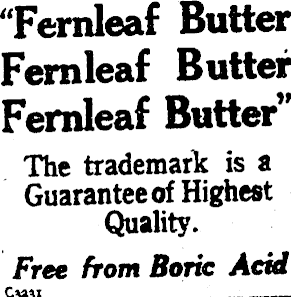 "Fernleaf Butter
Fernleaf Butter
Fernleaf Butter"
The trademark is a
Guarantee of Highest
Quality.
Free from Boric Acid